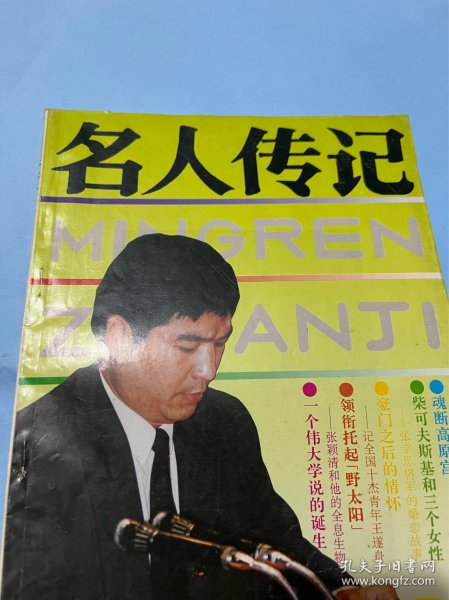 名人传记
MINGREN
Z ANJI
魂断高原宫
柴可夫斯基和三个女性
豪门之后的情怀
——记全国十杰青年王遂舟
领衔托起「野太阳」
——张颖清和他的全息生物
一个伟大学说的诞生
孔夫子旧书网
www.kongfz.com